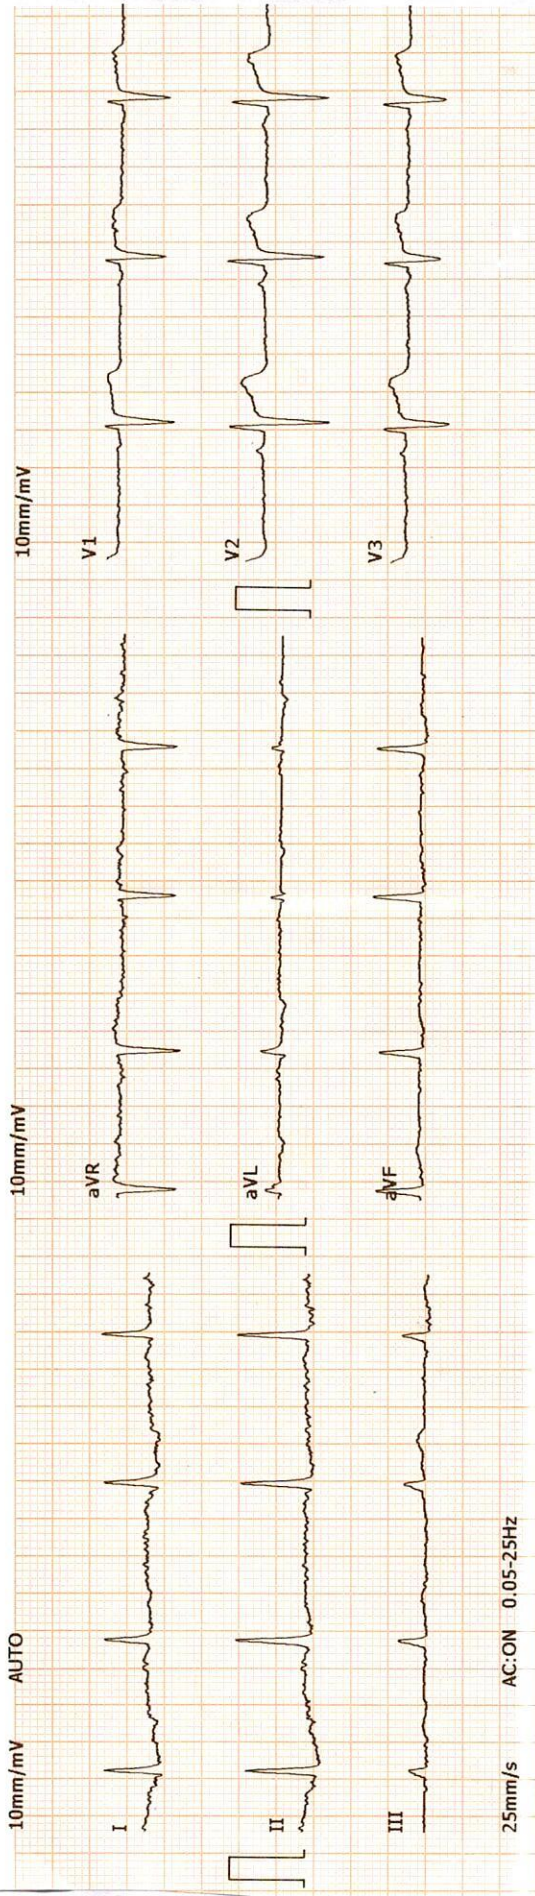 10mm/mV AUTO 10mm/mV 10mm/mV
I aVR V1
II aVL V2
III aVF V3
25mm/s AC:ON 0.05-25Hz